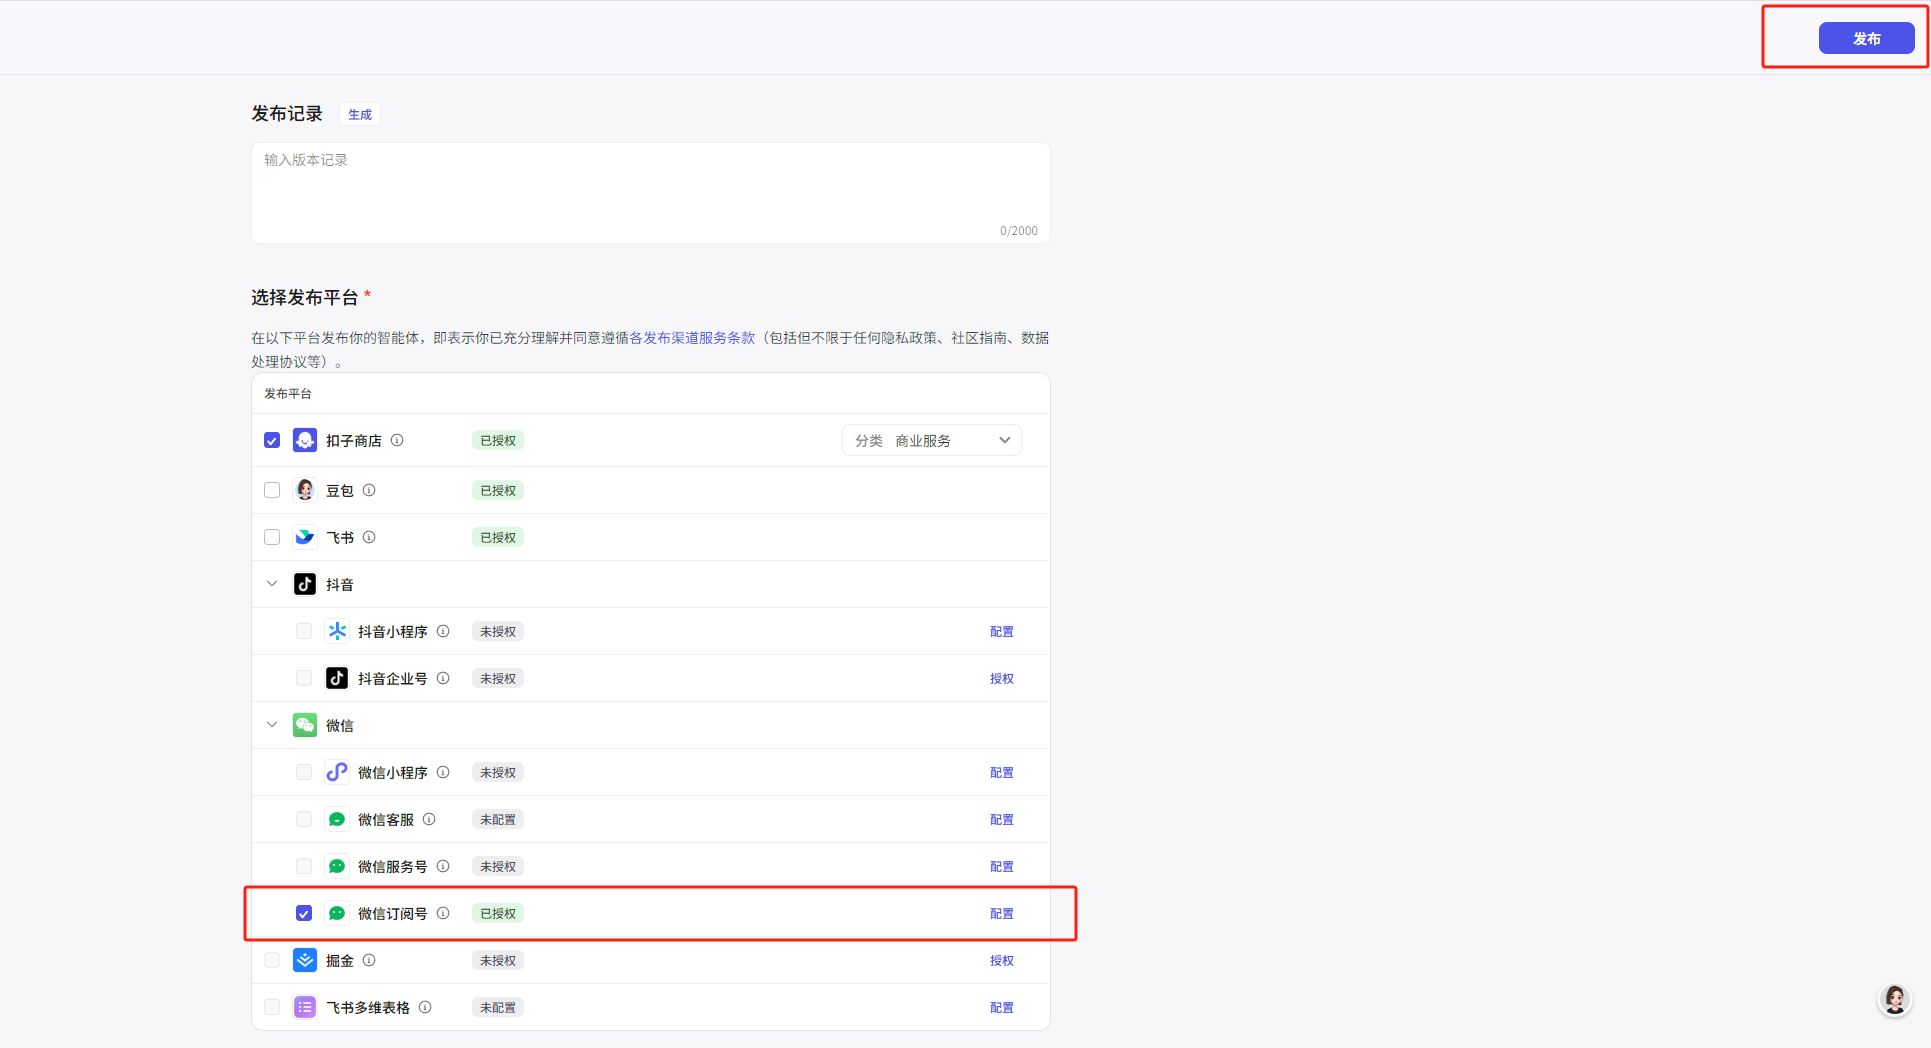 发布
发布记录 生成
输入版本记录
0/2000
选择发布平台 *
在以下平台发布你的智能体，即表示你已充分理解并同意遵循各发布渠道服务条款（包括但不限于任何隐私政策、社区指南、数据
处理协议等）。
发布平台
扣子商店 已授权 分类 商业服务
豆包 已授权
飞书 已授权
抖音
抖音小程序 未授权 配置
抖音企业号 未授权 授权
微信
微信小程序 未授权 配置
微信客服 未配置 配置
微信服务号 未授权 配置
微信订阅号 已授权 配置
掘金 未授权 授权
飞书多维表格 未配置 配置